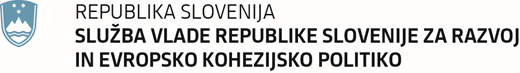 REPUBLIKA SLOVENIJA
SLUŽBA VLADE REPUBLIKE SLOVENIJE ZA RAZVOJ
IN EVROPSKO KOHEZIJSKO POLITIKO